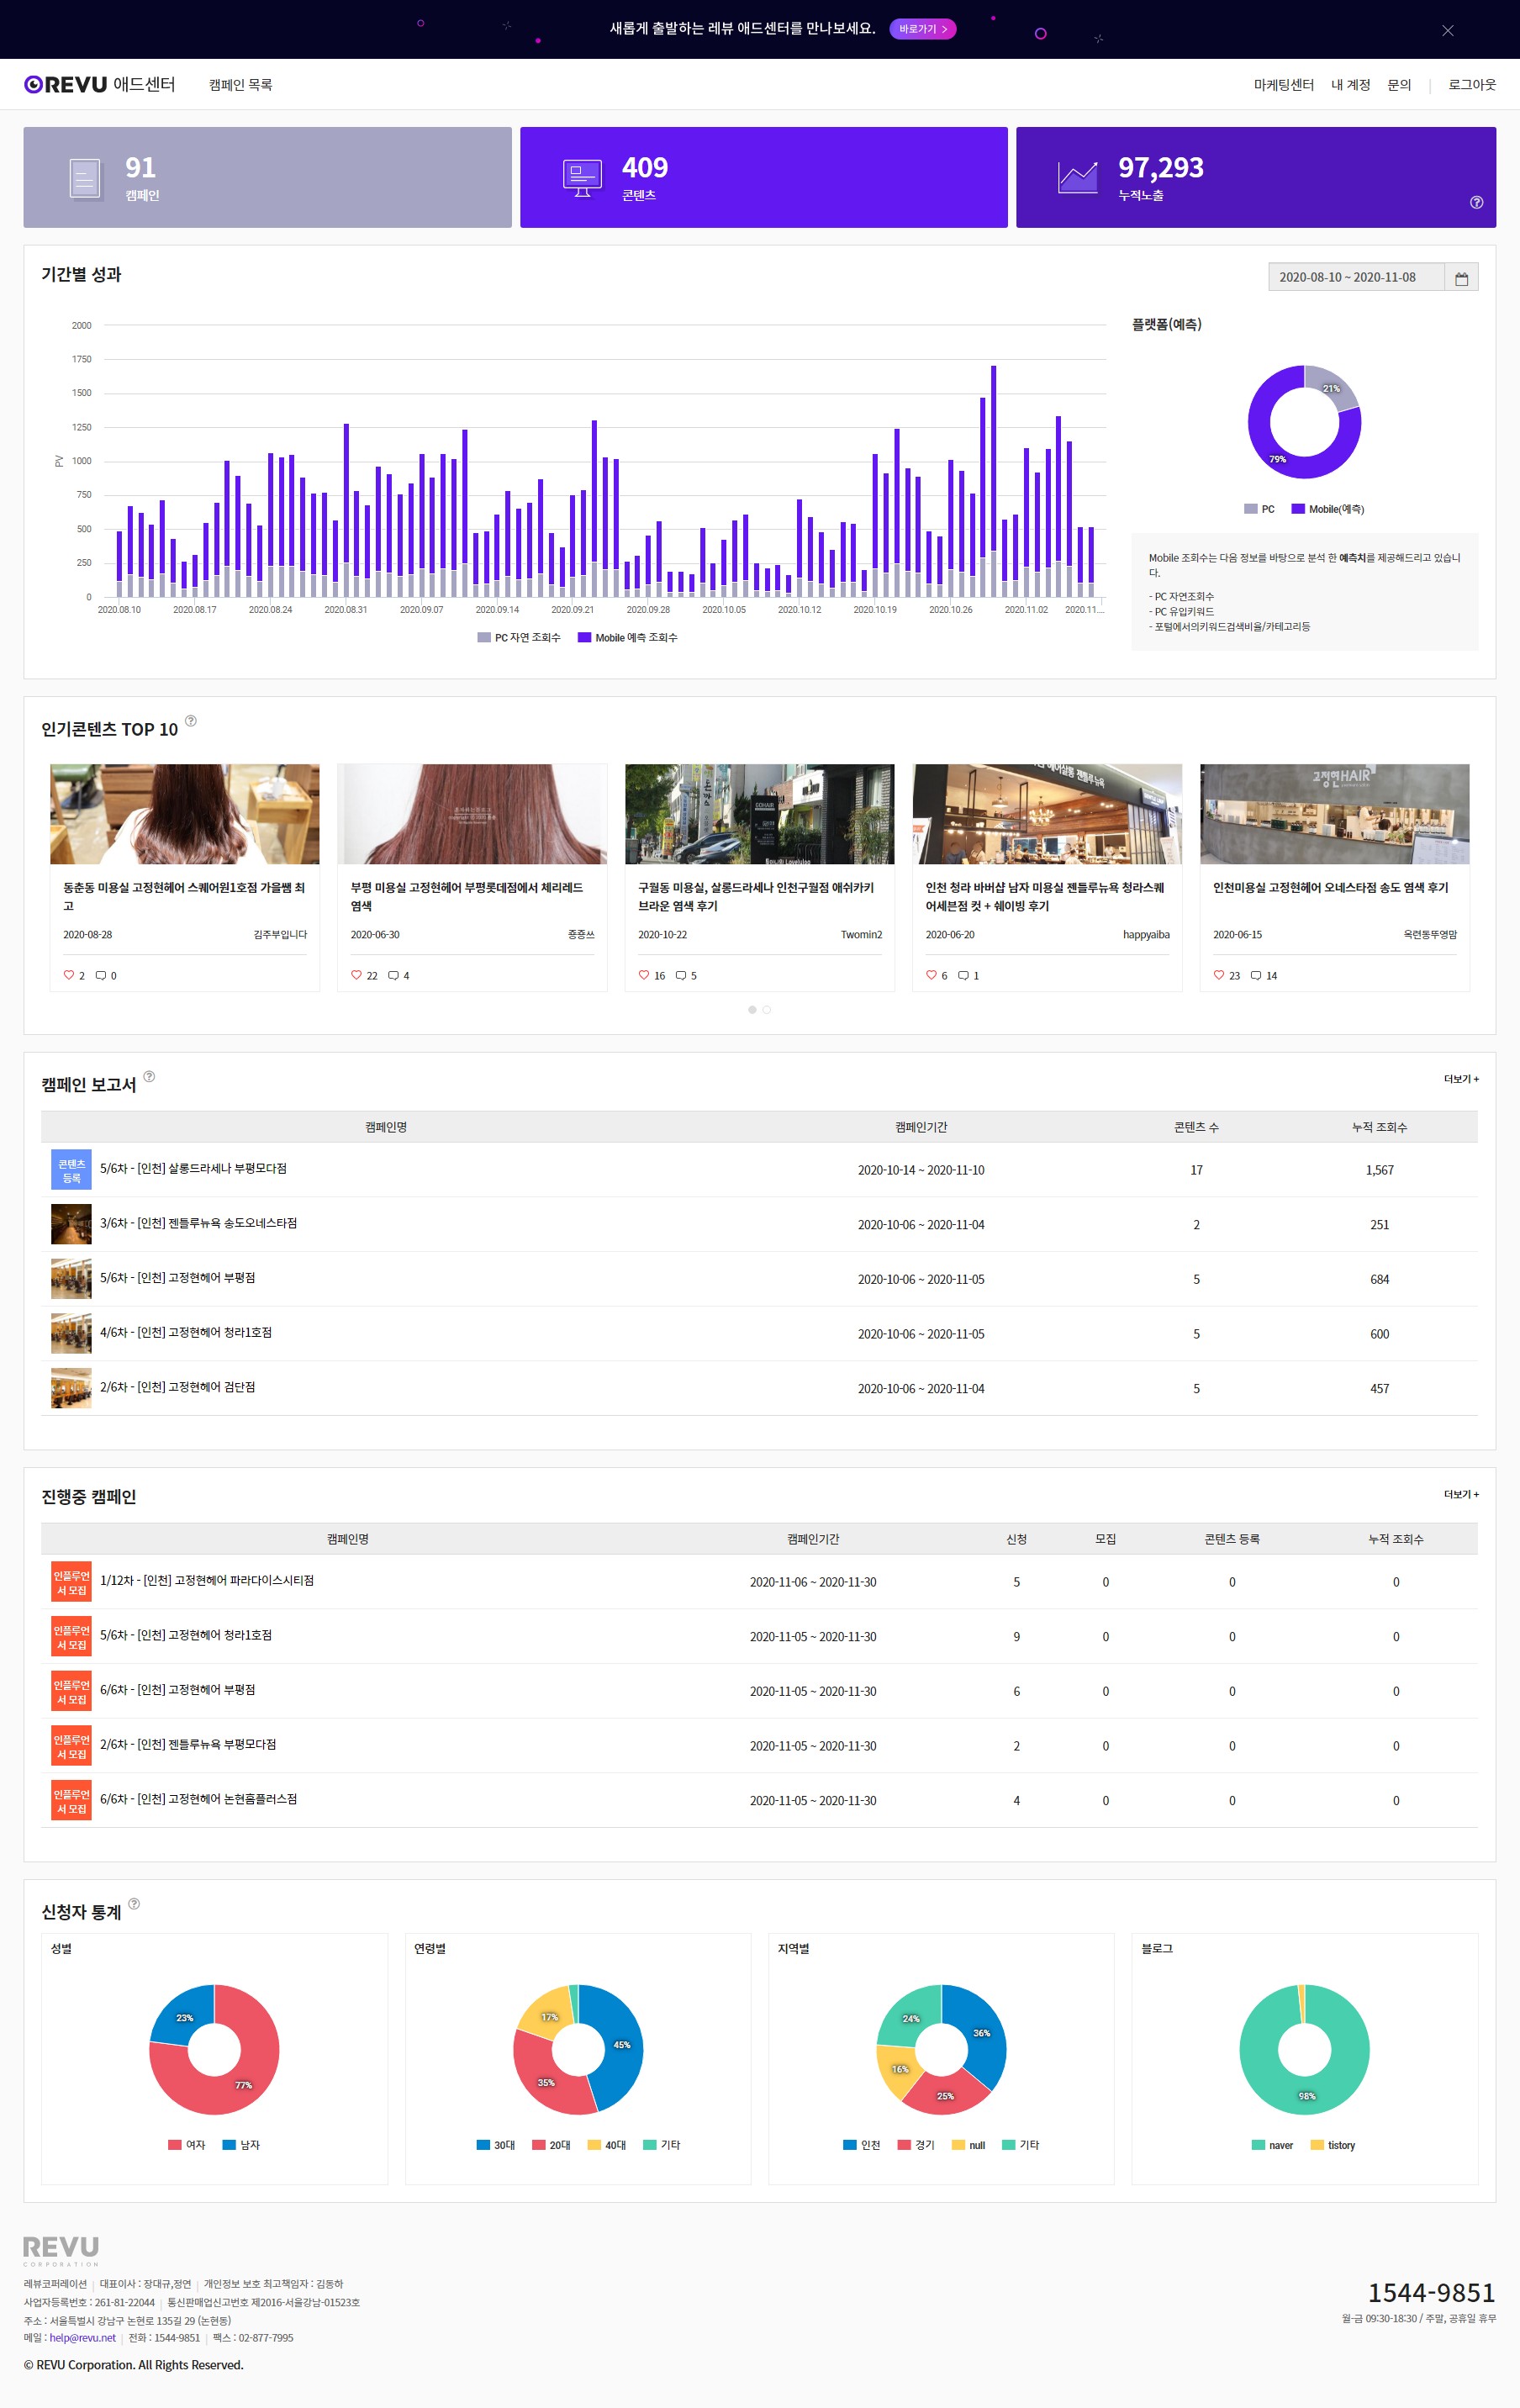 새롭게 출발하는 레뷰 애드센터를 만나보세요.
바로가기
REVU 애드센터
캠페인 목록
마케팅센터
내 계정
문의
로그아웃
91
캠페인
409
콘텐츠
97,293
누적노출
기간별 성과
2020-08-10 ~ 2020-11-08
2000
1750
1500
1250
1000
750
500
250
0
PV
2020.08.10
2020.08.17
2020.08.24
2020.08.31
2020.09.07
2020.09.14
2020.09.21
2020.09.28
2020.10.05
2020.10.12
2020.10.19
2020.10.26
2020.11.02
2020.11....
PC 자연 조회수
Mobile 예측 조회수
플랫폼(예측)
21%
79%
PC
Mobile(예측)
Mobile 조회수는 다음 정보를 바탕으로 분석 한 예측치를 제공해드리고 있습니
다.
- PC 자연조회수
- PC 유입키워드
- 포털에서의키워드검색비율/카테고리등
인기콘텐츠 TOP 10
동춘동 미용실 고정현헤어 스퀘어원1호점 가을쌤 최
고
2020-08-28
김주부입니다
2
0
부평 미용실 고정현헤어 부평롯데점에서 체리레드
염색
2020-06-30
죵죵쓰
22
4
구월동 미용실, 살롱드라세나 인천구월점 애쉬카키
브라운 염색 후기
2020-10-22
Twomin2
16
5
인천 청라 바버샵 남자 미용실 젠틀루뉴욕 청라스퀘
어세븐점 컷 + 쉐이빙 후기
2020-06-20
happyaiba
6
1
고정현HAIR
인천미용실 고정현헤어 오네스타점 송도 염색 후기
2020-06-15
옥련동뚜영맘
23
14
캠페인 보고서
더보기 +
캠페인명
캠페인기간
콘텐츠 수
누적 조회수
콘텐츠
등록
5/6차 - [인천] 살롱드라세나 부평모다점
2020-10-14 ~ 2020-11-10
17
1,567
3/6차 - [인천] 젠틀루뉴욕 송도오네스타점
2020-10-06 ~ 2020-11-04
2
251
5/6차 - [인천] 고정현헤어 부평점
2020-10-06 ~ 2020-11-05
5
684
4/6차 - [인천] 고정현헤어 청라1호점
2020-10-06 ~ 2020-11-05
5
600
2/6차 - [인천] 고정현헤어 검단점
2020-10-06 ~ 2020-11-04
5
457
진행중 캠페인
더보기 +
캠페인명
캠페인기간
신청
모집
콘텐츠 등록
누적 조회수
인플루언
서 모집
1/12차 - [인천] 고정현헤어 파라다이스시티점
2020-11-06 ~ 2020-11-30
5
0
0
0
인플루언
서 모집
5/6차 - [인천] 고정현헤어 청라1호점
2020-11-05 ~ 2020-11-30
9
0
0
0
인플루언
서 모집
6/6차 - [인천] 고정현헤어 부평점
2020-11-05 ~ 2020-11-30
6
0
0
0
인플루언
서 모집
2/6차 - [인천] 젠틀루뉴욕 부평모다점
2020-11-05 ~ 2020-11-30
2
0
0
0
인플루언
서 모집
6/6차 - [인천] 고정현헤어 논현홈플러스점
2020-11-05 ~ 2020-11-30
4
0
0
0
신청자 통계
성별
23%
77%
여자
남자
연령별
17%
45%
35%
30대
20대
40대
기타
지역별
24%
36%
16%
25%
인천
경기
null
기타
블로그
98%
naver
tistory
REVU
CORPORATION
레뷰코퍼레이션 | 대표이사 : 장대규,정연 | 개인정보 보호 최고책임자 : 김동하
사업자등록번호 : 261-81-22044 | 통신판매업신고번호 제2016-서울강남-01523호
주소 : 서울특별시 강남구 논현로 135길 29 (논현동)
메일 : help@revu.net | 전화 : 1544-9851 | 팩스 : 02-877-7995
© REVU Corporation. All Rights Reserved.
1544-9851
월-금 09:30-18:30 / 주말, 공휴일 휴무